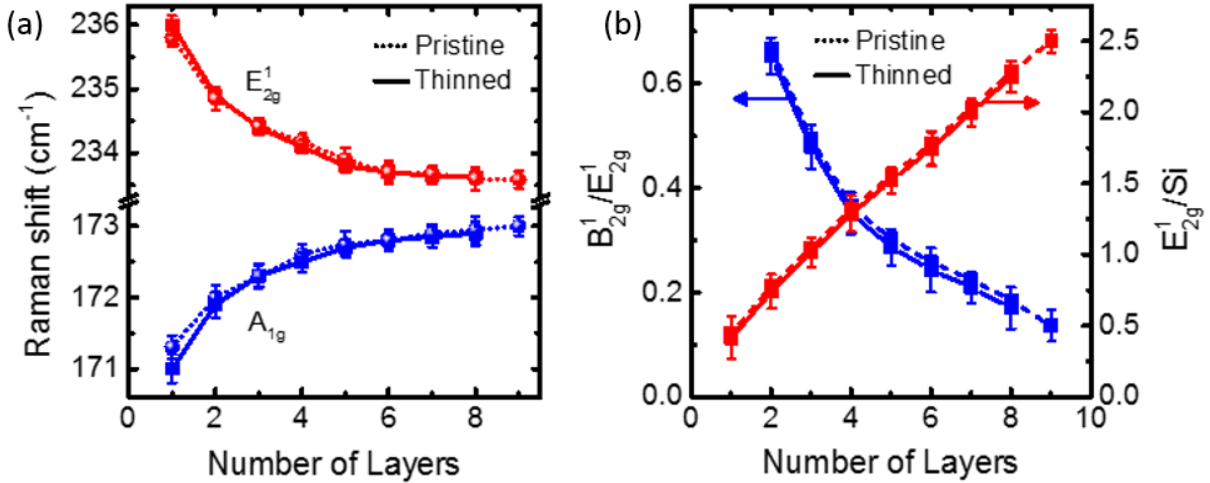 (a)
Raman shift (cm⁻¹)
236
235
234
173
172
171
Pristine
Thinned
E¹₂g
A₁g
0 2 4 6 8
Number of Layers
(b)
B¹₂g/E¹₂g
0.6
0.4
0.2
0.0
Pristine
Thinned
2.5
2.0
1.5
1.0
0.5
0.0
E¹₂g/Si
0 2 4 6 8 10
Number of Layers